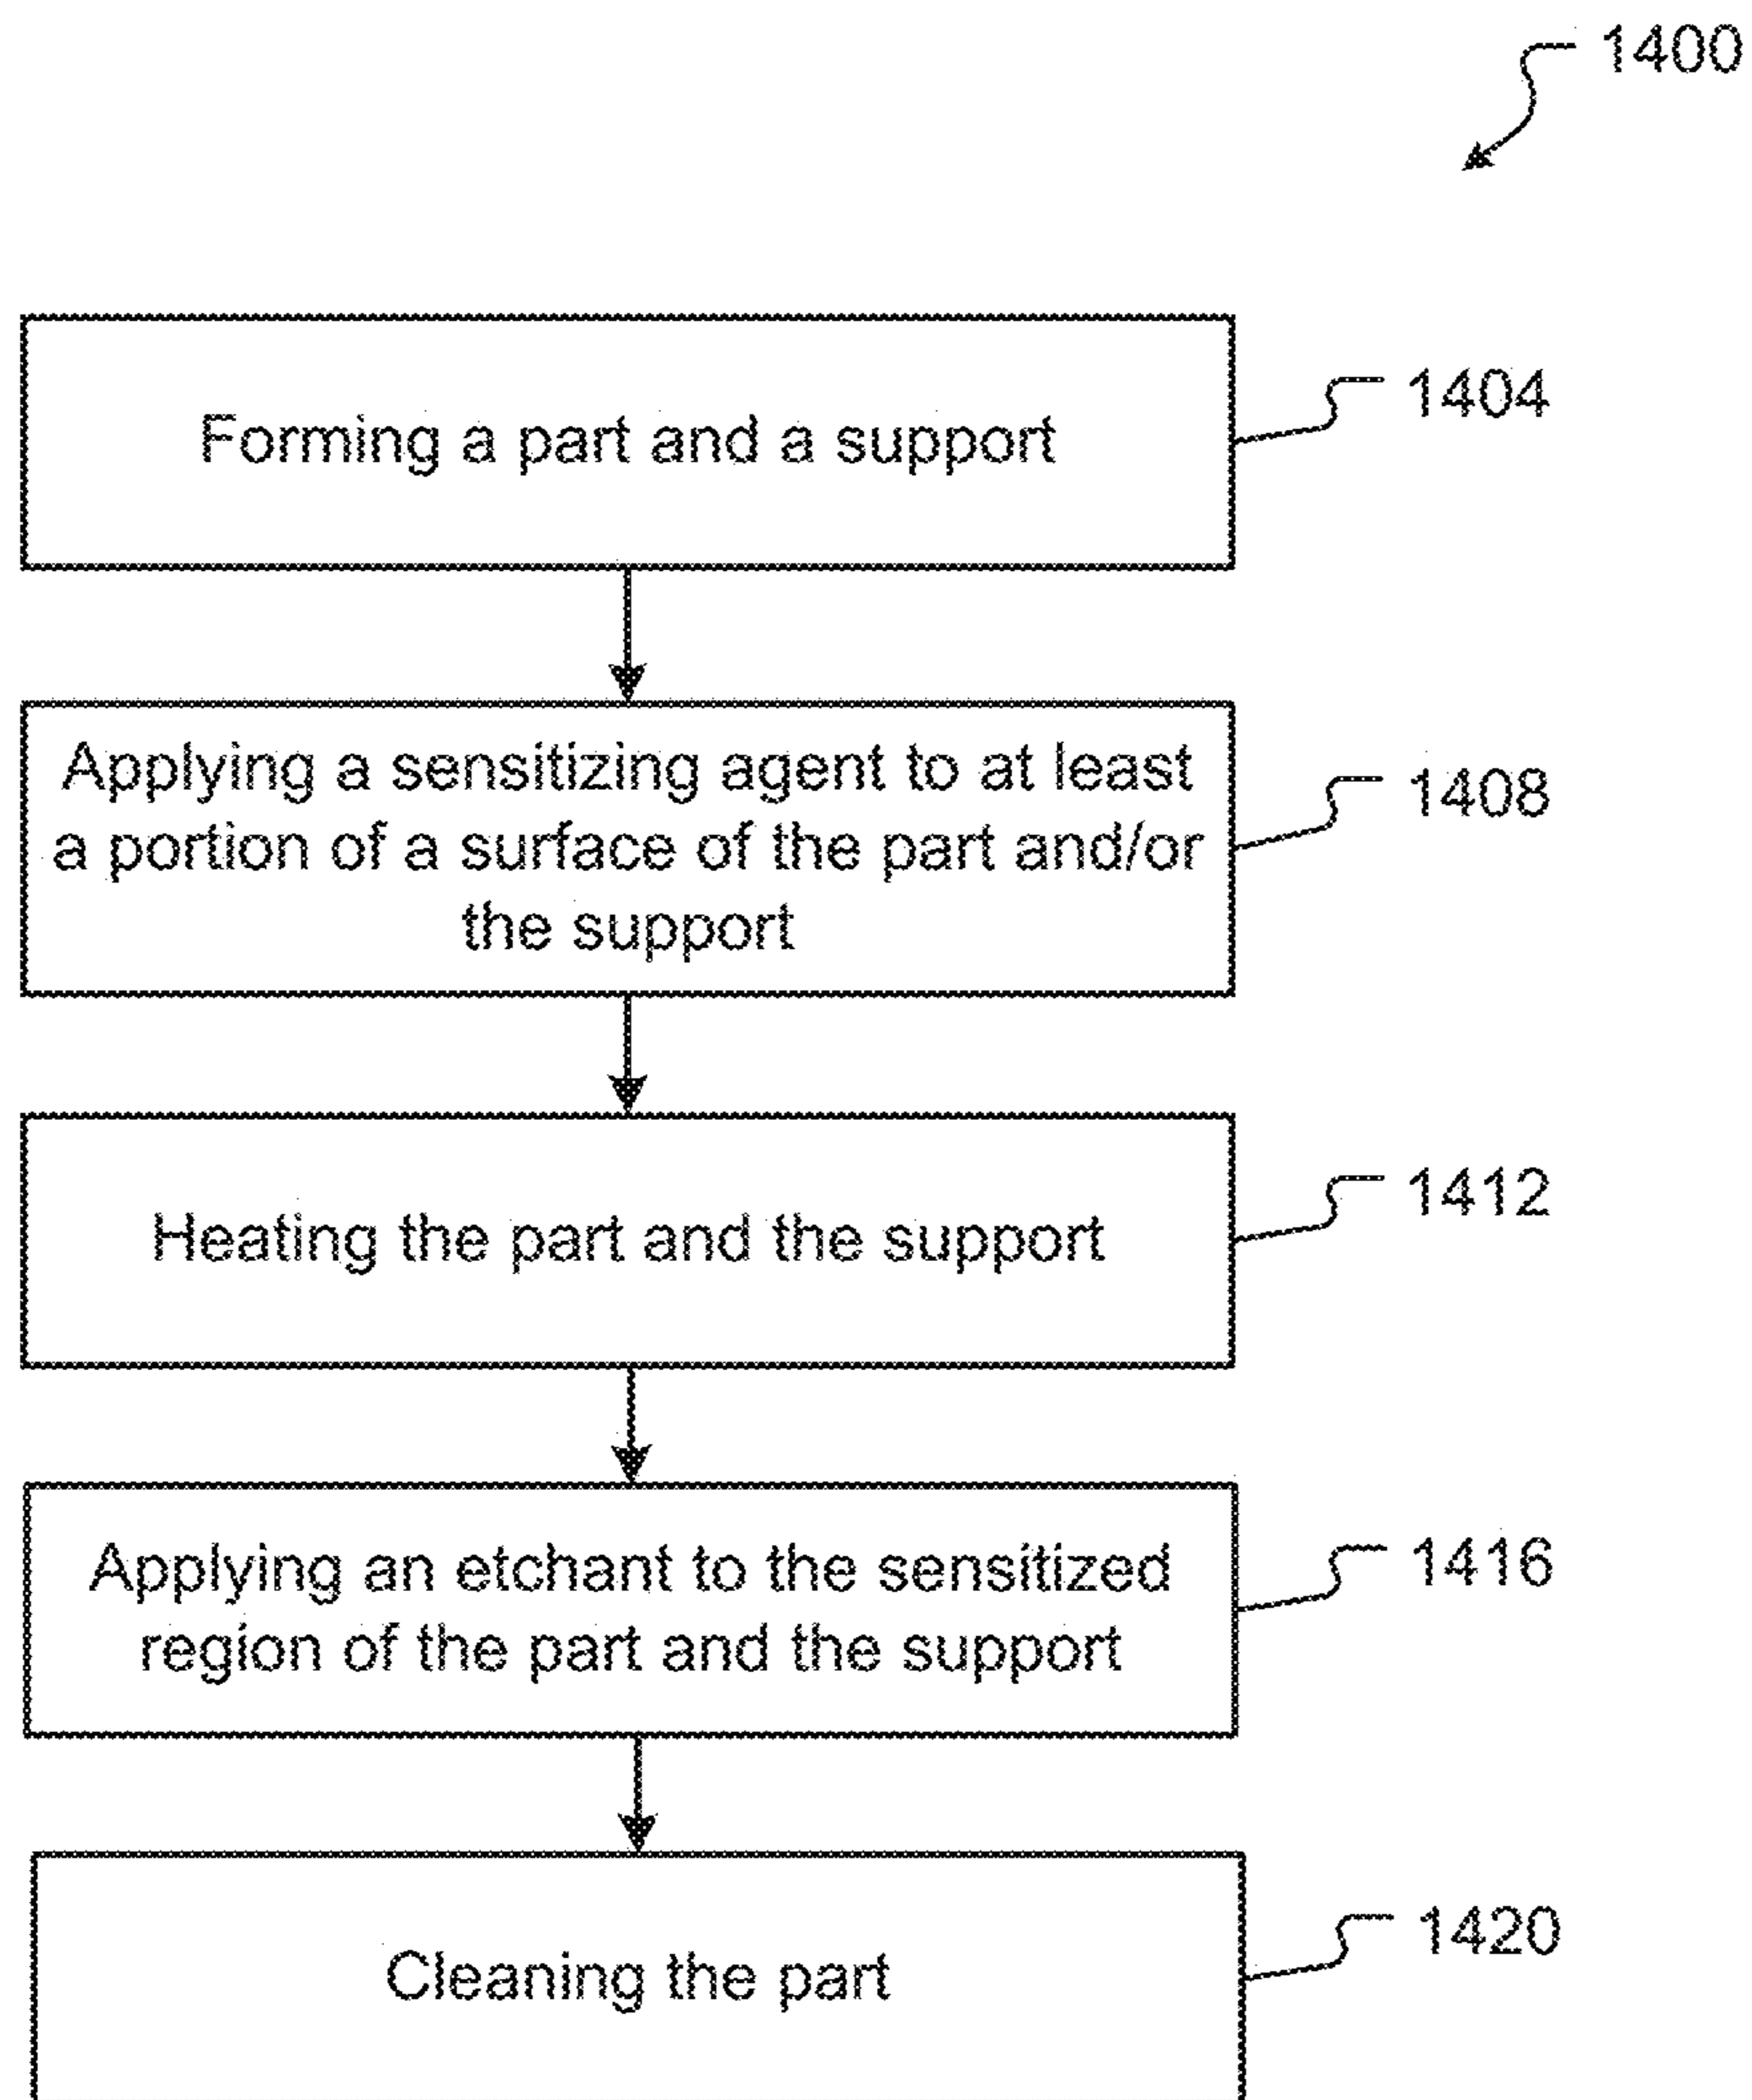 1400
Forming a part and a support
1404
Applying a sensitizing agent to at least
a portion of a surface of the part and/or
the support
1408
Heating the part and the support
1412
Applying an etchant to the sensitized
region of the part and the support
1416
Cleaning the part
1420